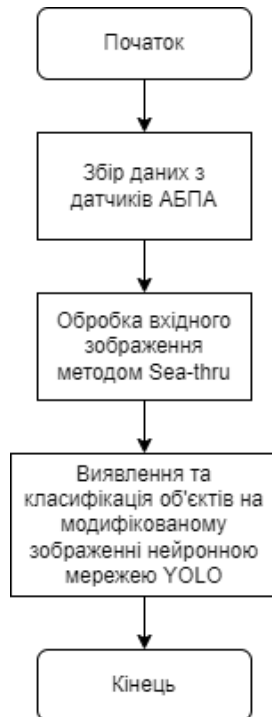 Початок
Збір даних з
датчиків АБПА
Обробка вхідного
зображення
методом Sea-thru
Виявлення та
класифікація об'єктів на
модифікованому
зображенні нейронною
мережею YOLO
Кінець